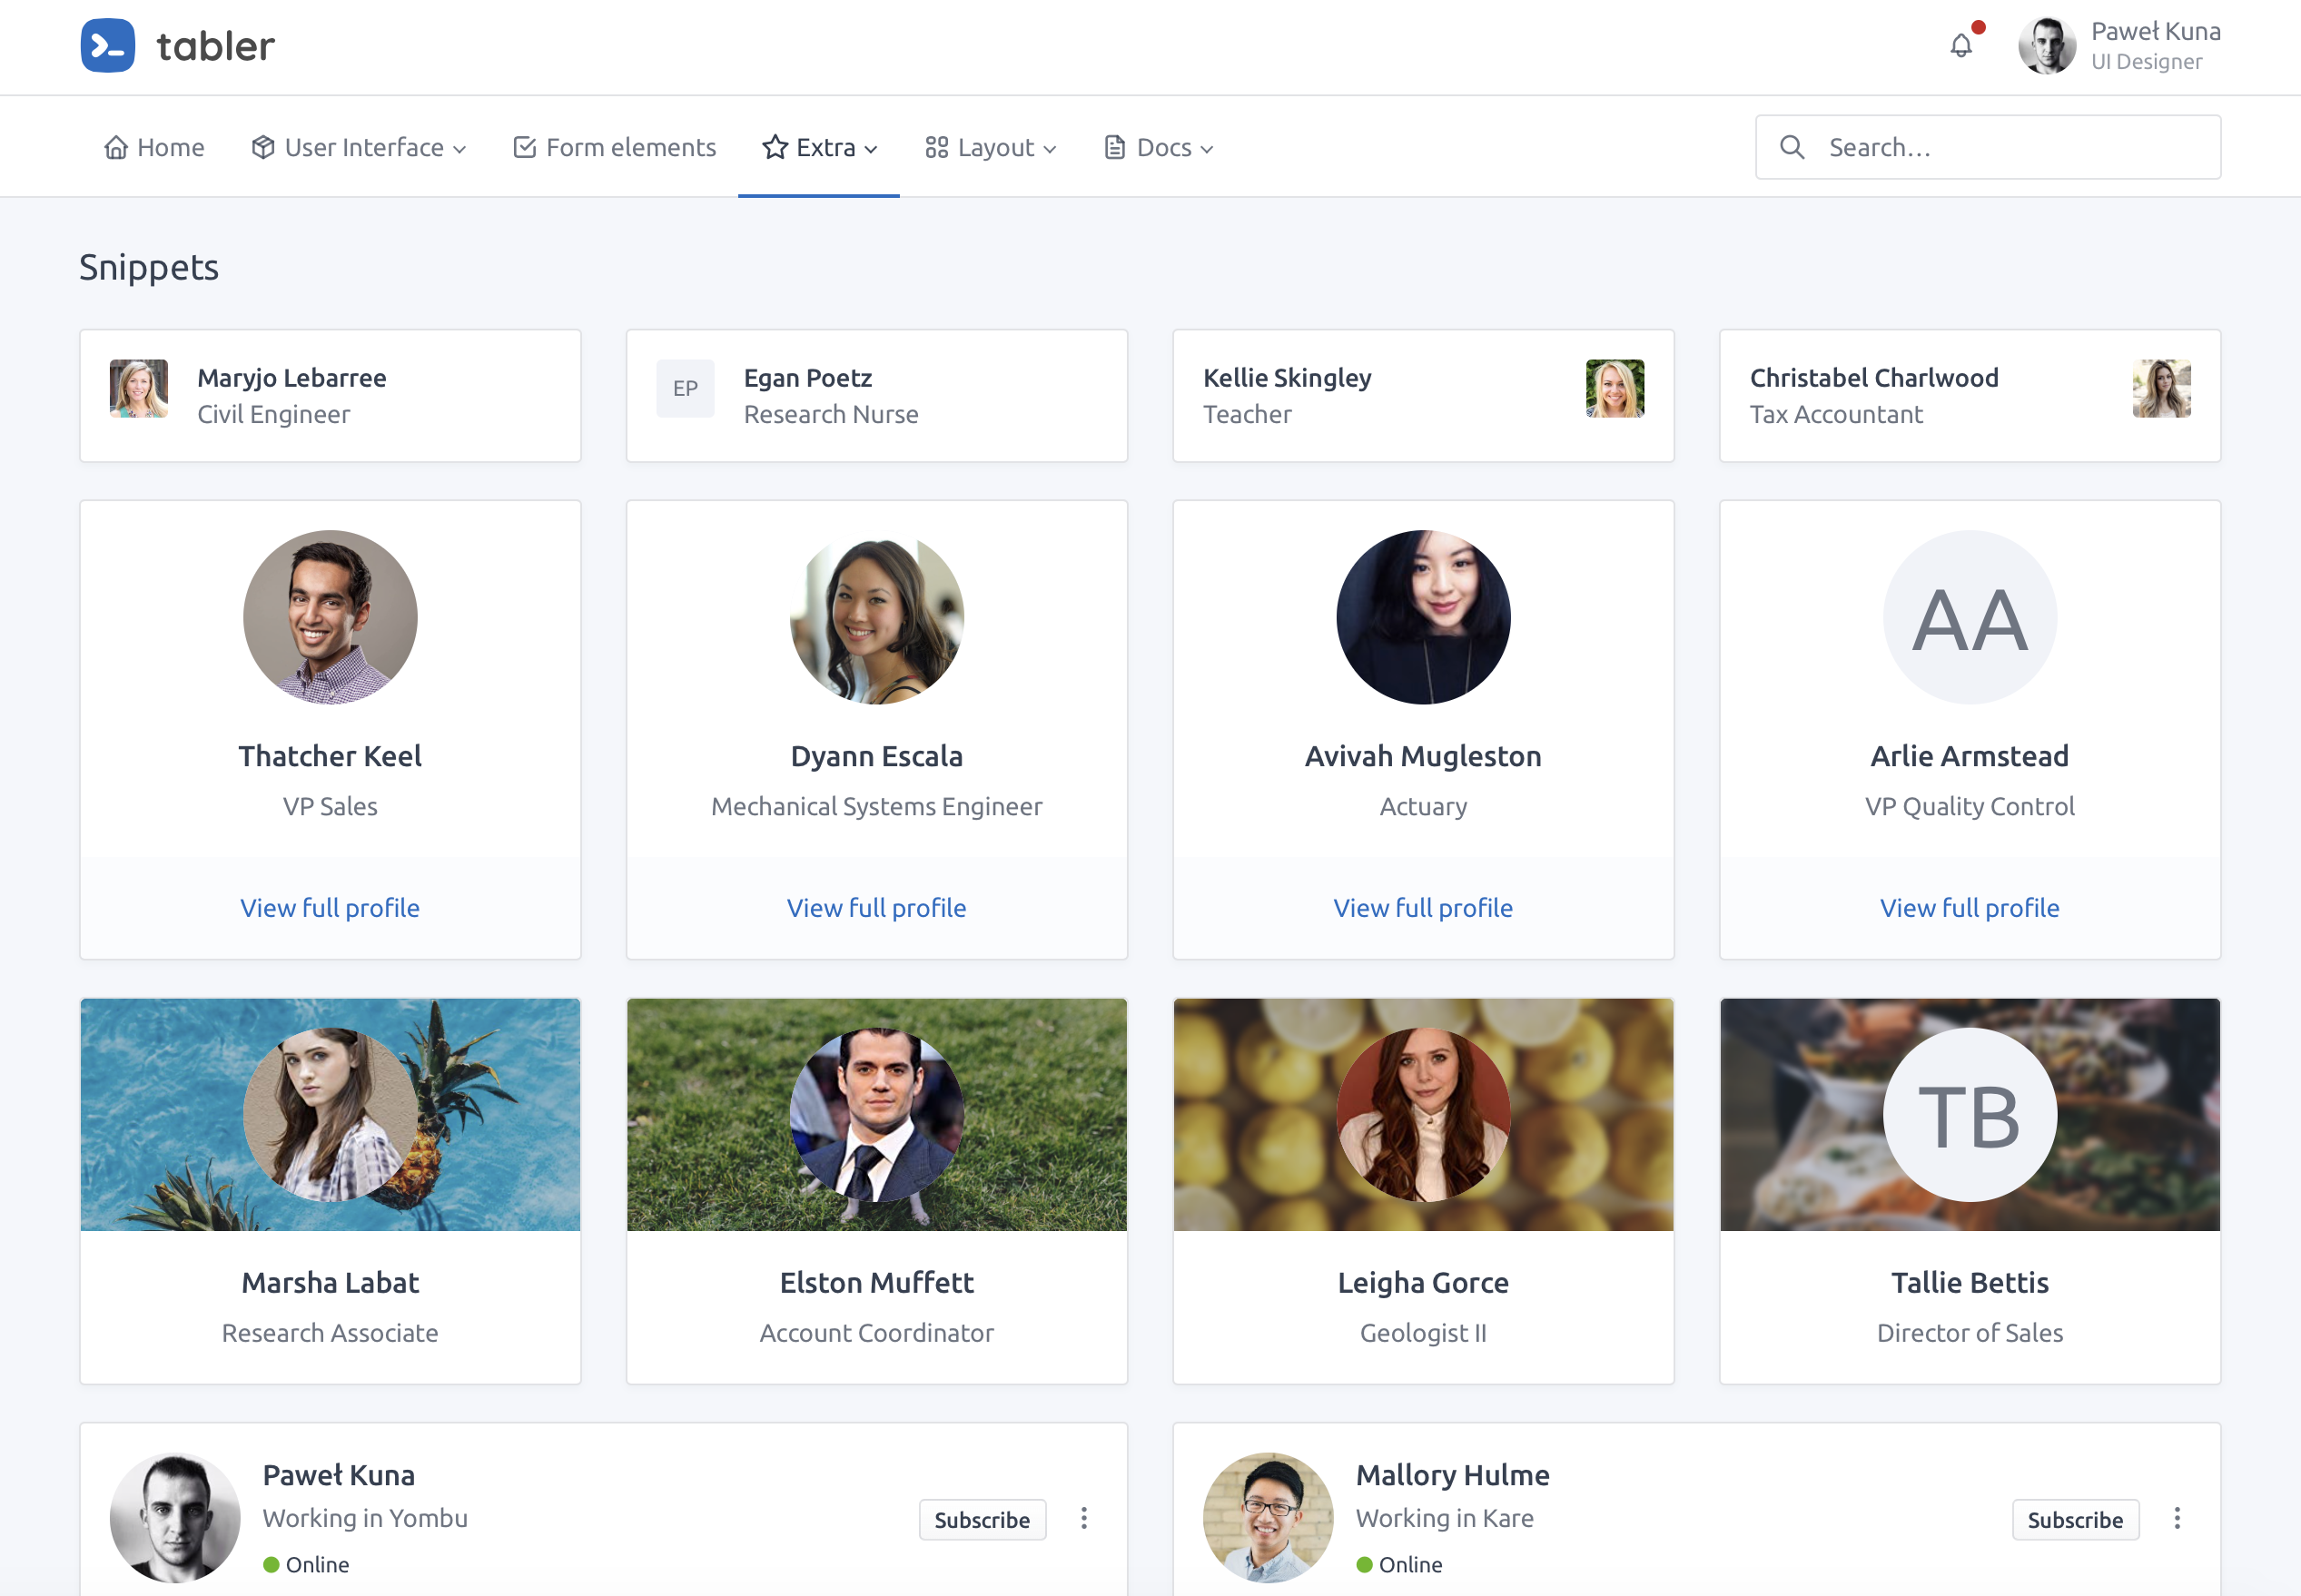 tabler
Paweł Kuna
UI Designer
Home
User Interface
Form elements
Extra
Layout
Docs
Search…
Snippets
Maryjo Lebarree
Civil Engineer
EP
Egan Poetz
Research Nurse
Kellie Skingley
Teacher
Christabel Charlwood
Tax Accountant
Thatcher Keel
VP Sales
View full profile
Dyann Escala
Mechanical Systems Engineer
View full profile
Avivah Mugleston
Actuary
View full profile
AA
Arlie Armstead
VP Quality Control
View full profile
Marsha Labat
Research Associate
Elston Muffett
Account Coordinator
Leigha Gorce
Geologist II
TB
Tallie Bettis
Director of Sales
Paweł Kuna
Working in Yombu
Online
Subscribe
Mallory Hulme
Working in Kare
Online
Subscribe